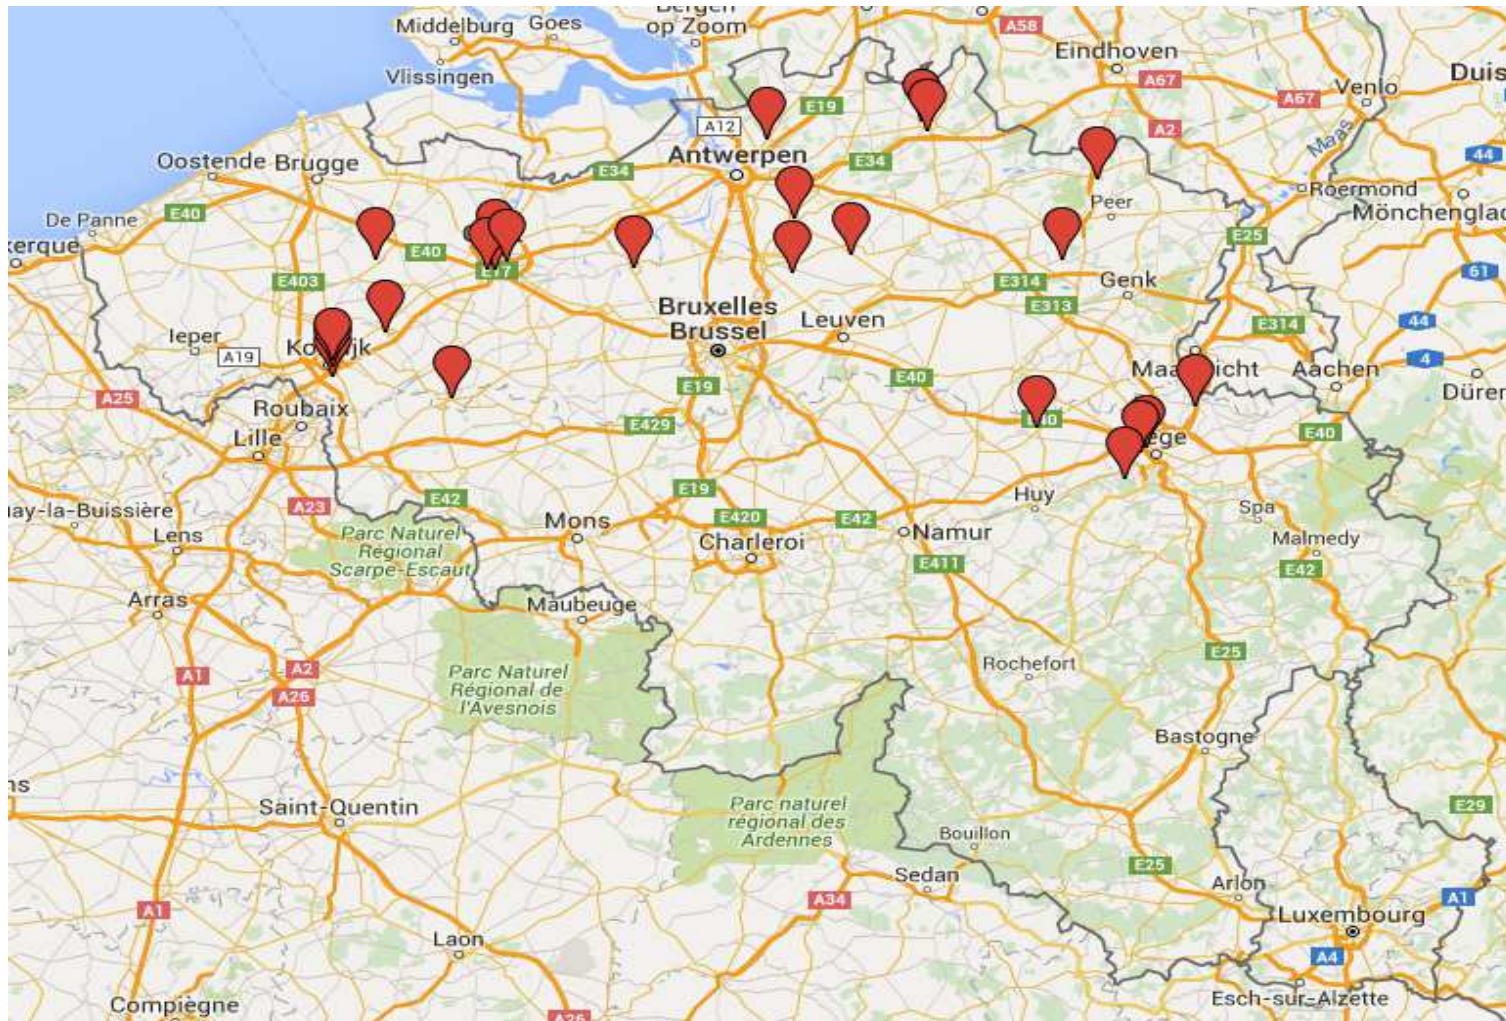 Bergen
op Zoom
Middelburg
Goes
A58
Eindhoven
Vlissingen
A67
Duis
Venlo
A67
E19
A12
A2
Maas
Antwerpen
E34
44
Oostende
Brugge
E34
Roermond
Peer
Mönchenglad
De Panne
E40
E25
xerque
E40
E17
61
E403
E314
Genk
E313
Bruxelles
Brussel
Leuven
E314
44
Ieper
A19
4
Aachen
E40
E19
A25
Düren
Roubaix
E429
E40
Lille
E19
E42
Huy
A23
Spa
E420
E42
Mons
Namur
Charleroi
Malmedy
Lens
Parc Naturel
Régional
Scarpe-Escaut
E411
E42
Arras
Maubeuge
E25
A2
Rochefort
A1
Parc Naturel
Régional de
l'Avesnois
A26
Bastogne
Saint-Quentin
Parc naturel
régional des
Ardennes
E29
Bouillon
E25
Sedan
Arlon
A34
A1
A1
Luxembourg
Laon
A4
Esch-sur-Alzette
Compiègne
A26